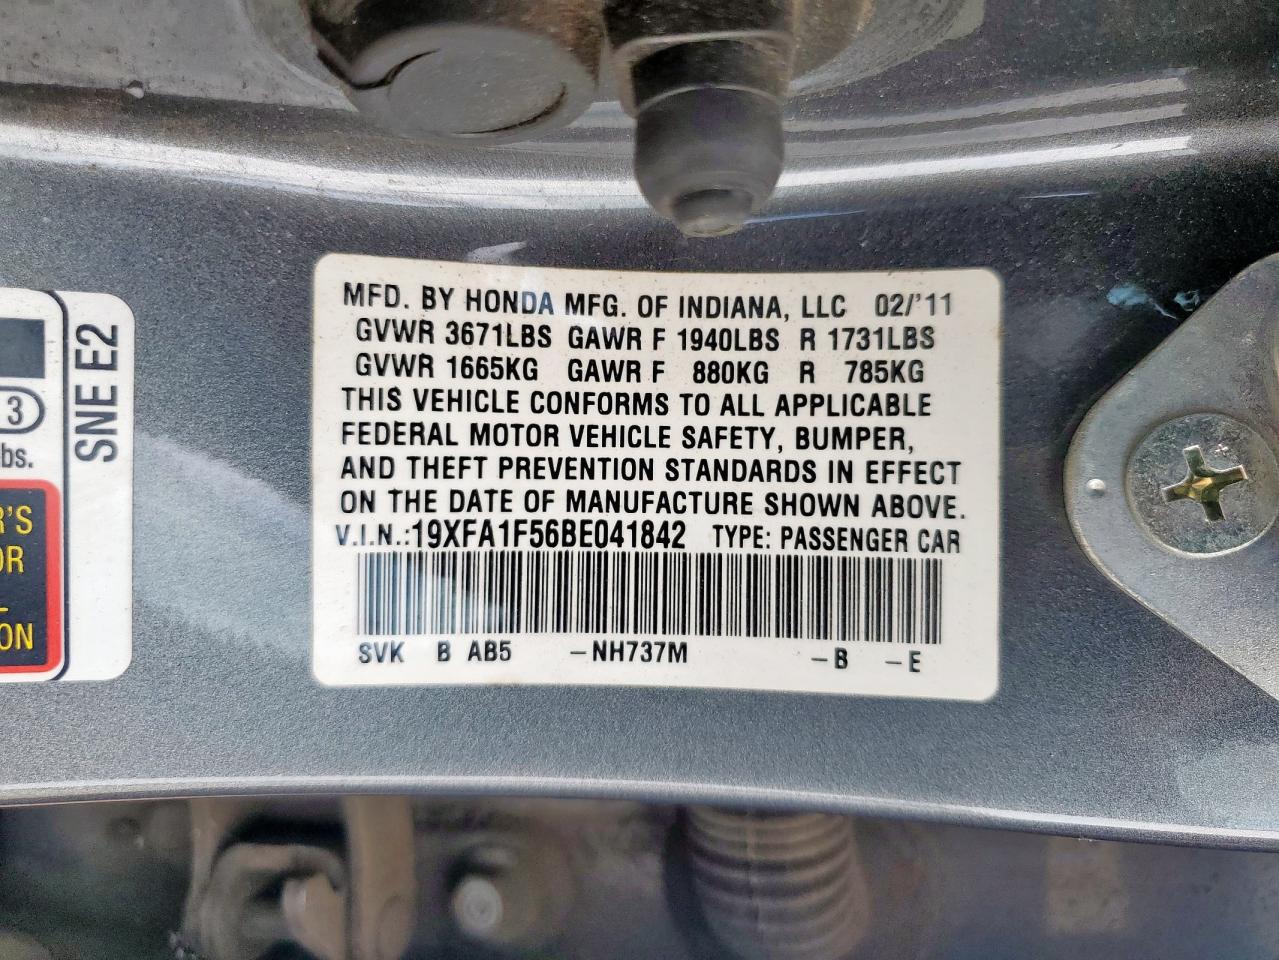 MFD. BY HONDA MFG. OF INDIANA, LLC 02/'11
GVWR 3671LBS GAWR F 1940LBS R 1731LBS
GVWR 1665KG GAWR F 880KG R 785KG
THIS VEHICLE CONFORMS TO ALL APPLICABLE
FEDERAL MOTOR VEHICLE SAFETY, BUMPER,
AND THEFT PREVENTION STANDARDS IN EFFECT
ON THE DATE OF MANUFACTURE SHOWN ABOVE.
V.I.N.:19XFA1F56BE041842 TYPE: PASSENGER CAR
SVK B AB5 -NH737M -B -E
SNE E2
3
bs.
R'S
OR
L
ON